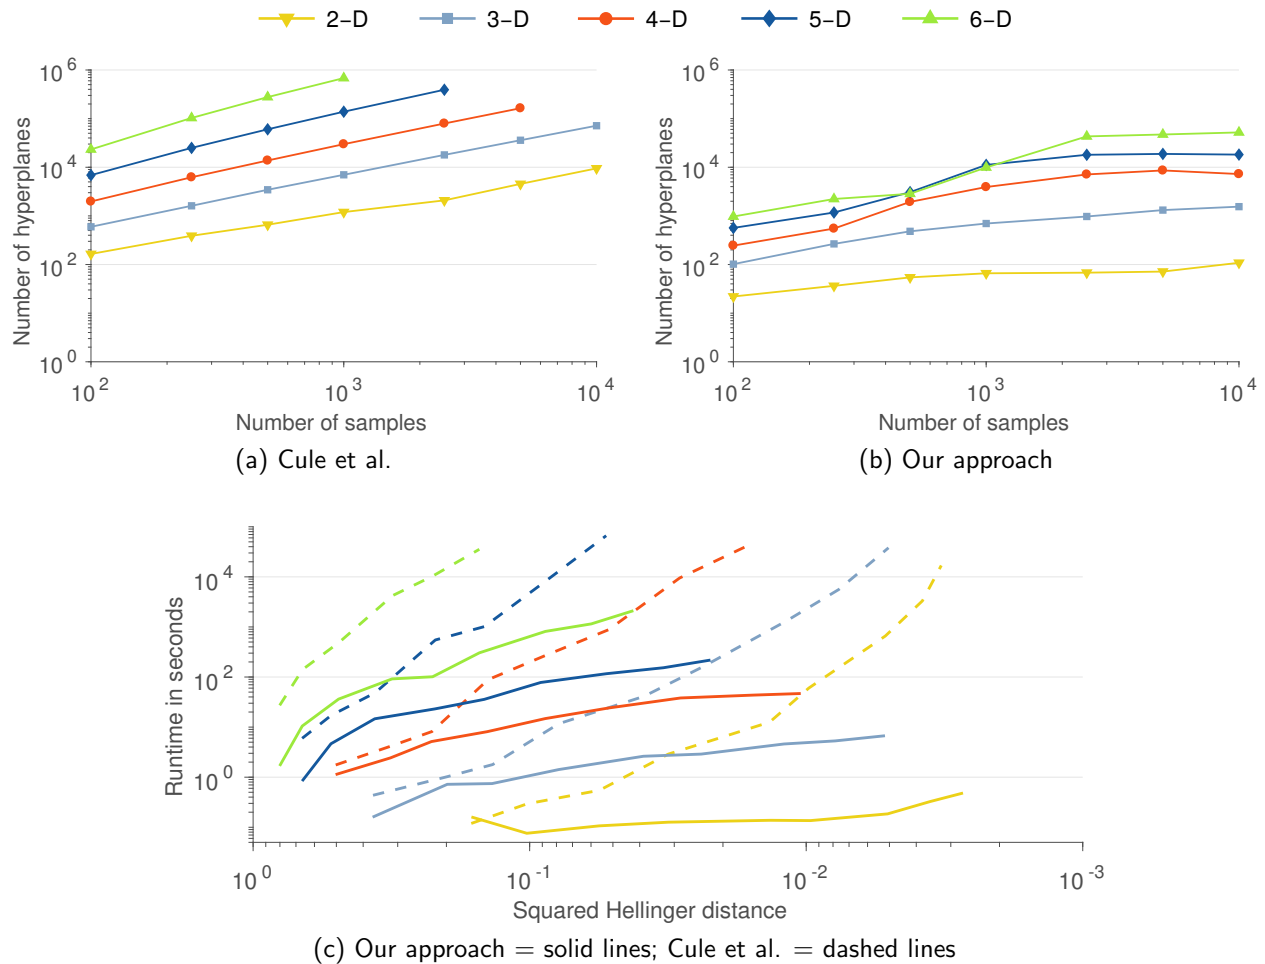 2-D 3-D 4-D 5-D 6-D
10^6
10^4
10^2
10^0
Number of hyperplanes
10^2 10^3 10^4
Number of samples
(a) Cule et al.
10^6
10^4
10^2
10^0
Number of hyperplanes
10^2 10^3 10^4
Number of samples
(b) Our approach
10^4
10^2
10^0
Runtime in seconds
10^0 10^-1 10^-2 10^-3
Squared Hellinger distance
(c) Our approach = solid lines; Cule et al. = dashed lines